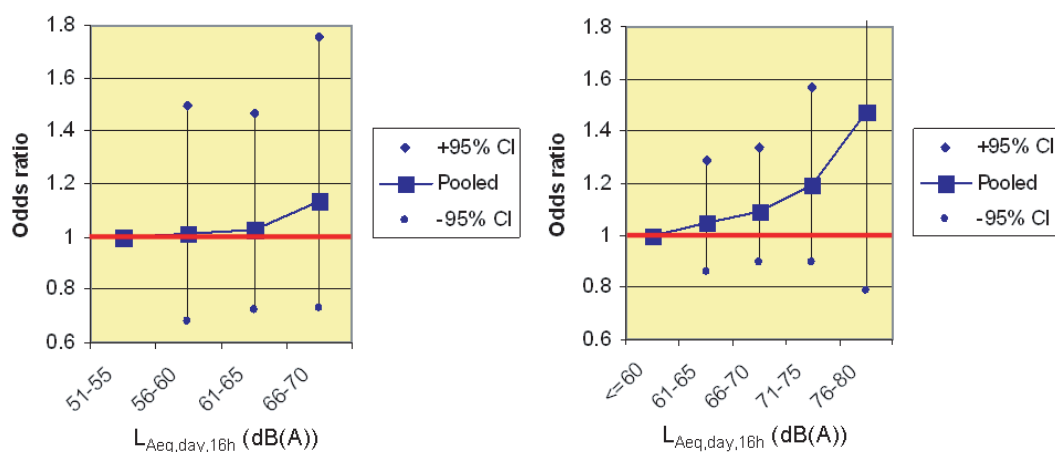 1.8
1.6
1.4
1.2
1
0.8
0.6
Odds ratio
51-55
56-60
61-65
66-70
LAeq,day,16h (dB(A))
+95% CI
Pooled
-95% CI
1.8
1.6
1.4
1.2
1
0.8
0.6
Odds ratio
<=60
61-65
66-70
71-75
76-80
LAeq,day,16h (dB(A))
+95% CI
Pooled
-95% CI